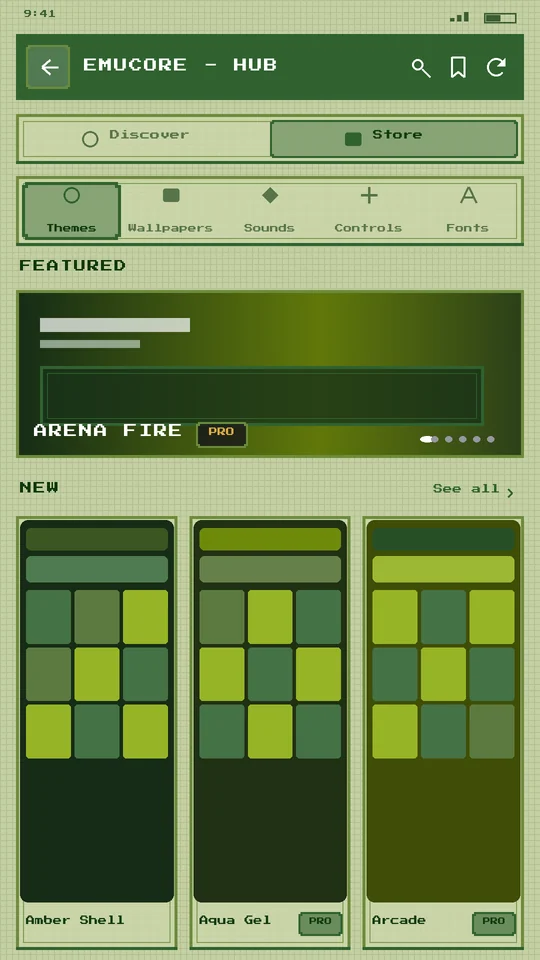 9:41
EMUCORE - HUB
Discover
Store
Themes
Wallpapers
Sounds
Controls
Fonts
FEATURED
ARENA FIRE PRO
NEW
See all
Amber Shell
Aqua Gel PRO
Arcade PRO